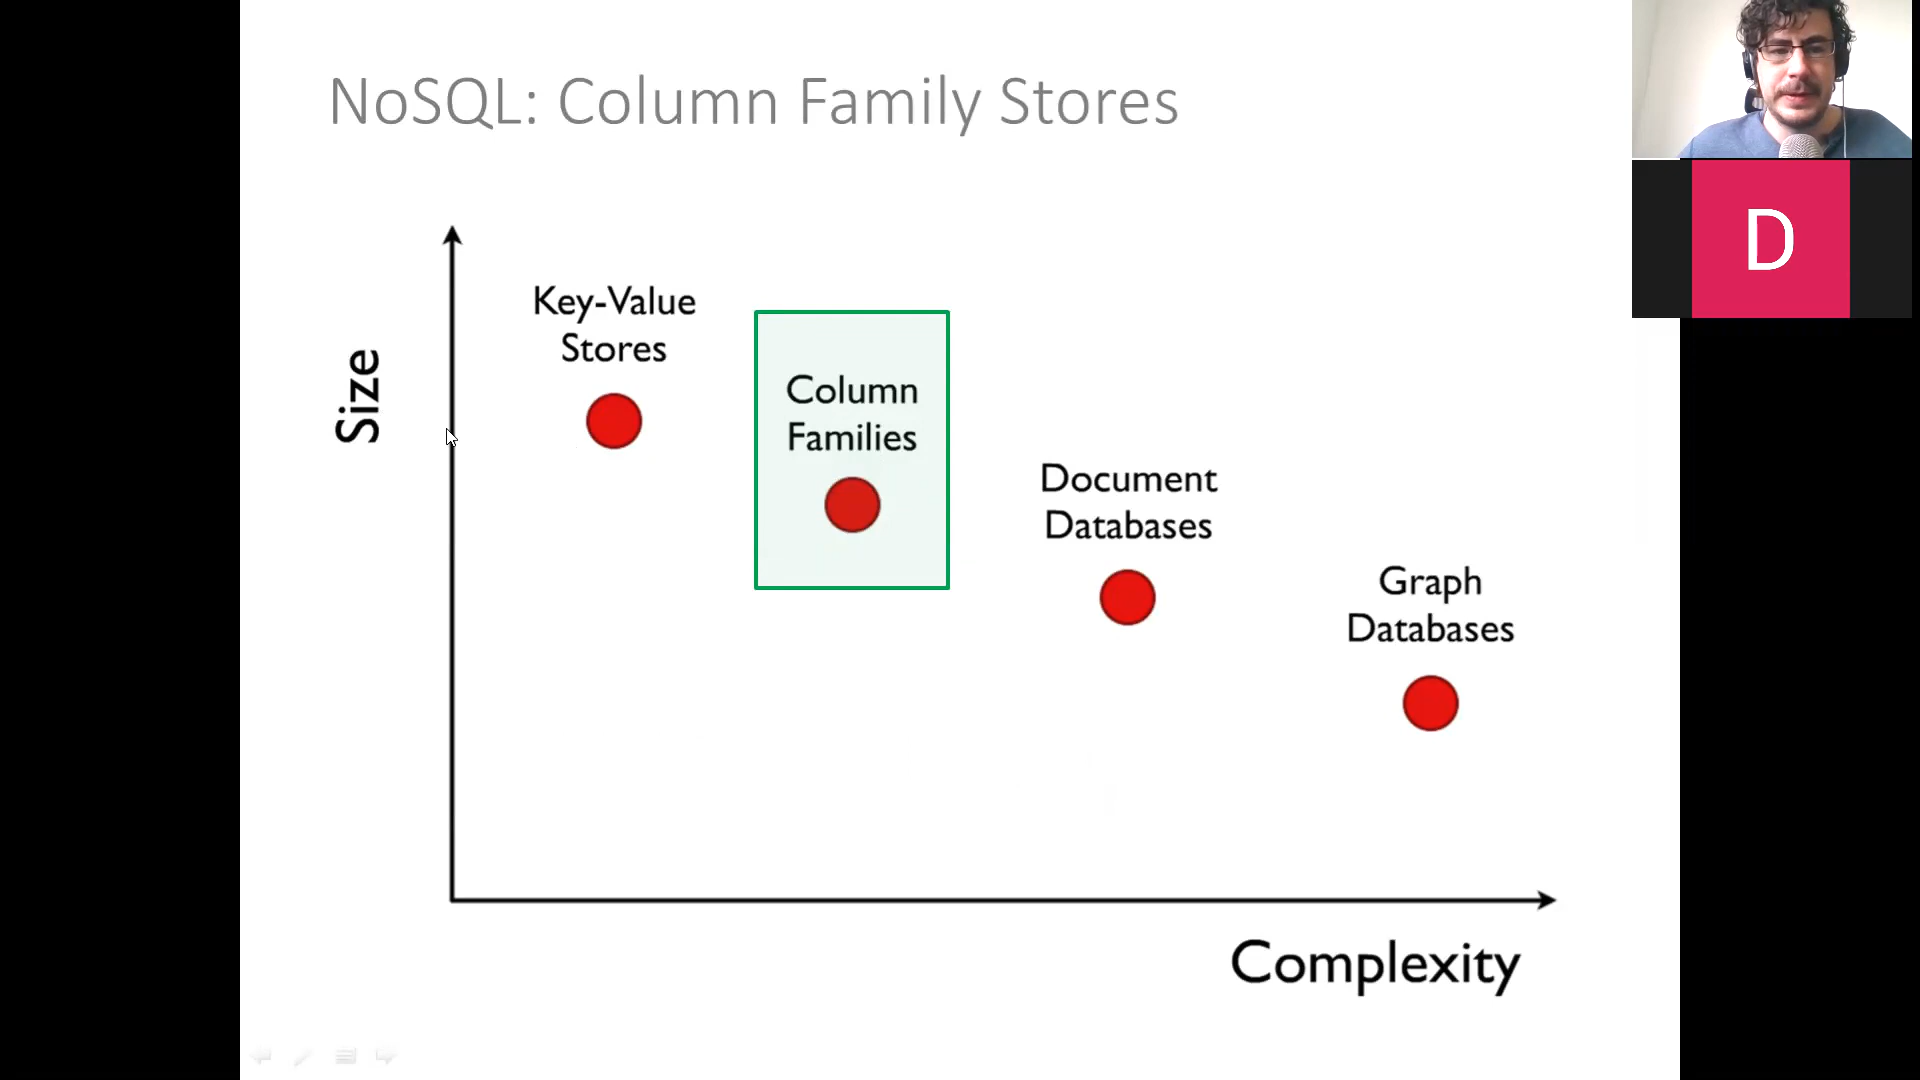 NoSQL: Column Family Stores
D
Size
Key-Value
Stores
Column
Families
Document
Databases
Graph
Databases
Complexity